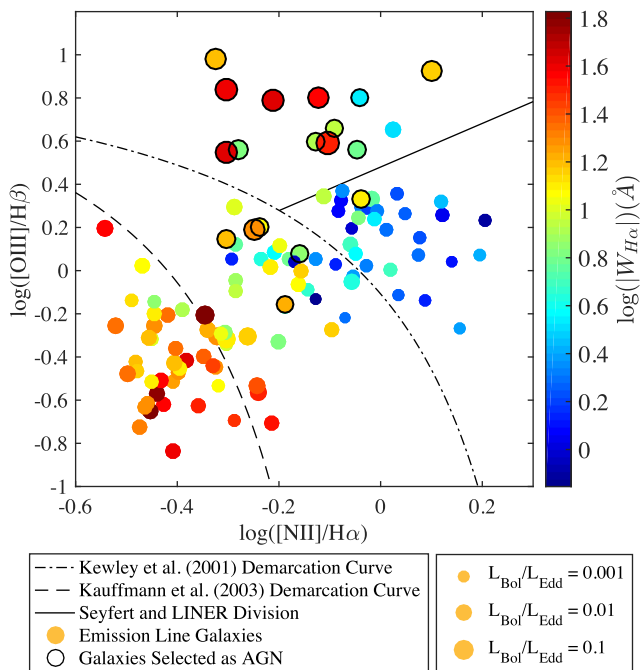 1
0.8
0.6
0.4
0.2
0
-0.2
-0.4
-0.6
-0.8
-1
log([OIII]/Hβ)
-0.6
-0.4
-0.2
0
0.2
log([NII]/Hα)
1.8
1.6
1.4
1.2
1
0.8
0.6
0.4
0.2
0
log(|W_Hα|)(Å)
Kewley et al. (2001) Demarcation Curve
Kauffmann et al. (2003) Demarcation Curve
Seyfert and LINER Division
Emission Line Galaxies
Galaxies Selected as AGN
L_Bol/L_Edd = 0.001
L_Bol/L_Edd = 0.01
L_Bol/L_Edd = 0.1